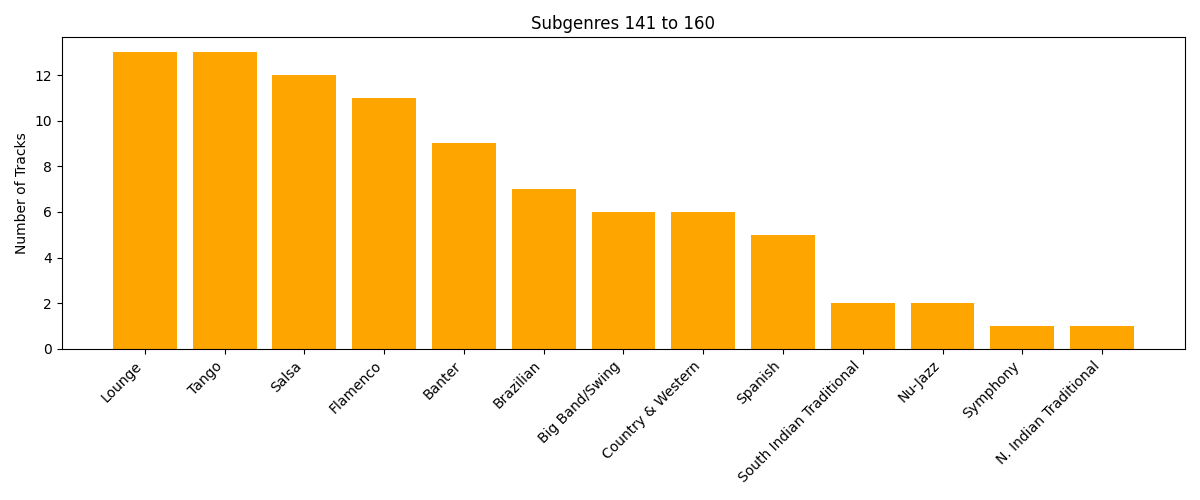 Subgenres 141 to 160
Number of Tracks
12
10
8
6
4
2
0
Lounge
Tango
Salsa
Flamenco
Banter
Brazilian
Big Band/Swing
Country & Western
Spanish
South Indian Traditional
Nu-Jazz
Symphony
N. Indian Traditional